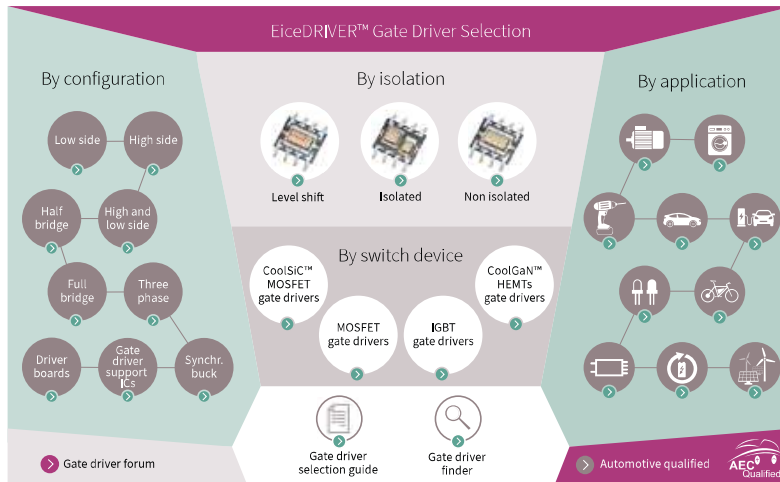 EiceDRIVER™ Gate Driver Selection
By configuration
Low side
High side
Half
bridge
High and
low side
Full
bridge
Three
phase
Driver
boards
Gate
driver
support
ICs
Synchr.
buck
By isolation
Level shift
Isolated
Non isolated
By switch device
CoolSiC™
MOSFET
gate drivers
MOSFET
gate drivers
IGBT
gate drivers
CoolGaN™
HEMTs
gate drivers
By application
Gate driver forum
Gate driver
selection guide
Gate driver
finder
Automotive qualified
AEC
Qualified